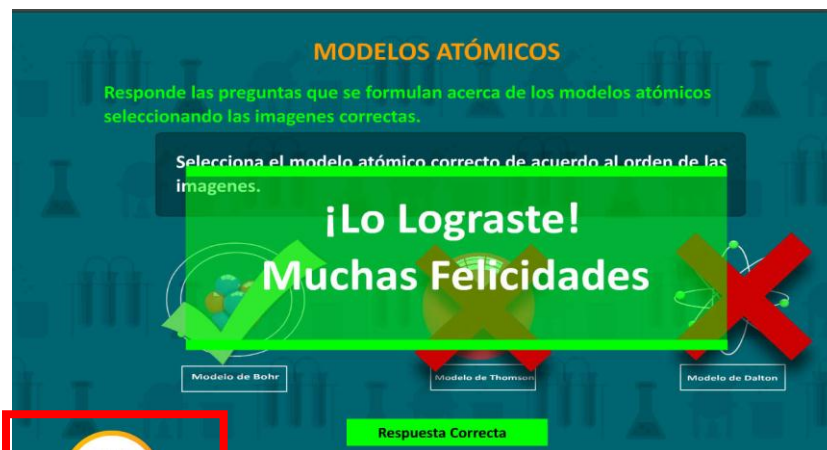 MODELOS ATÓMICOS
Responde las preguntas que se formulan acerca de los modelos atómicos
seleccionando las imagenes correctas.
Selecciona el modelo atómico correcto de acuerdo al orden de las
imagenes.
¡Lo Lograste!
Muchas Felicidades
Modelo de Bohr
Modelo de Thomson
Modelo de Dalton
Respuesta Correcta